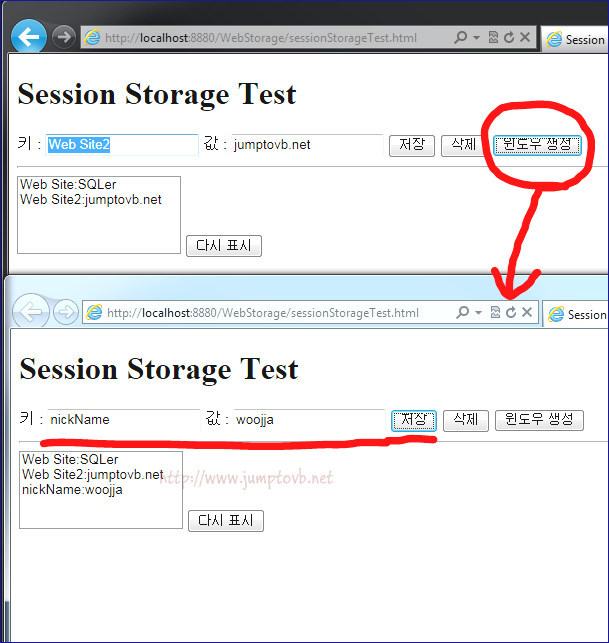 http://localhost:8880/WebStorage/sessionStorageTest.html
Session
Session Storage Test
키 : Web Site2 값 : jumptovb.net 저장 삭제 윈도우 생성
Web Site:SQLer
Web Site2:jumptovb.net
다시 표시
http://localhost:8880/WebStorage/sessionStorageTest.html
Session
Session Storage Test
키 : nickName 값 : woojja 저장 삭제 윈도우 생성
Web Site:SQLer
Web Site2:jumptovb.net
nickName:woojja
http://www.jumptovb.net
다시 표시